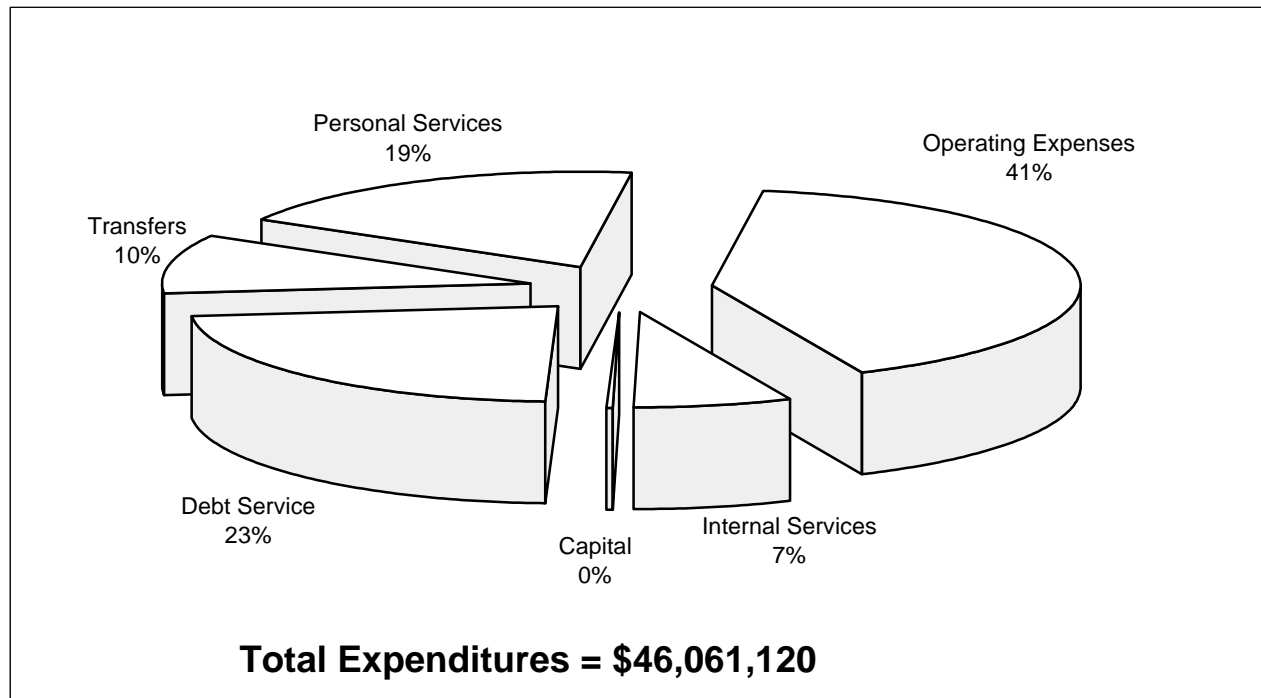 Personal Services
19%
Operating Expenses
41%
Transfers
10%
Debt Service
23%
Capital
0%
Internal Services
7%
Total Expenditures = $46,061,120